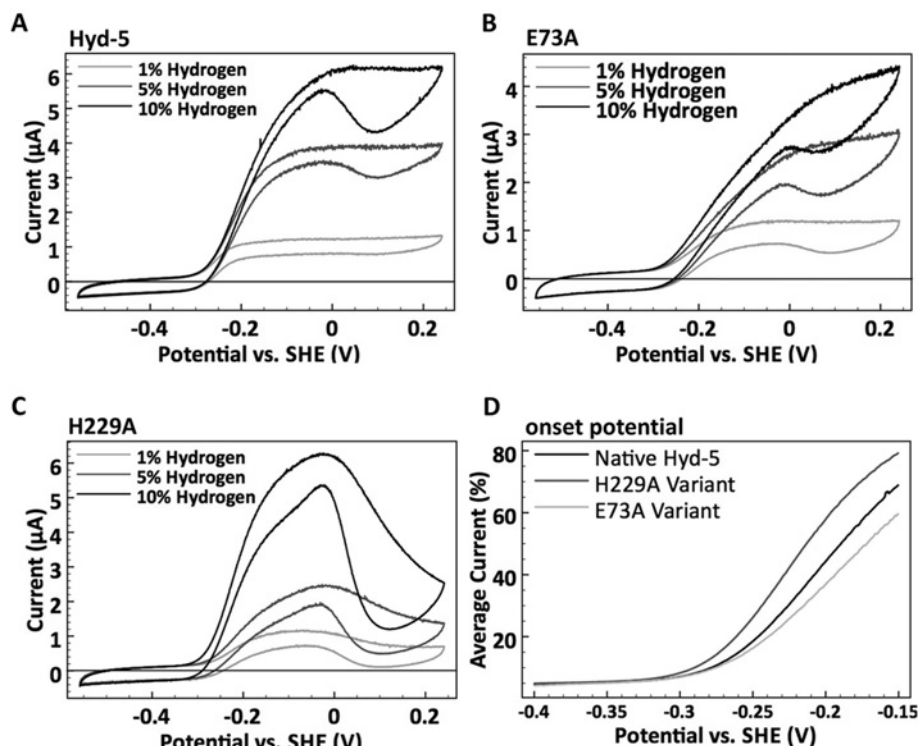 A
Hyd-5
1% Hydrogen
5% Hydrogen
10% Hydrogen
6
5
4
3
2
1
0
Current (µA)
-0.4
-0.2
0
0.2
Potential vs. SHE (V)
B
E73A
1% Hydrogen
5% Hydrogen
10% Hydrogen
4
3
2
1
0
Current (µA)
-0.4
-0.2
0
0.2
Potential vs. SHE (V)
C
H229A
1% Hydrogen
5% Hydrogen
10% Hydrogen
6
5
4
3
2
1
0
Current (µA)
-0.4
-0.2
0
0.2
Potential vs. SHE (V)
D
onset potential
Native Hyd-5
H229A Variant
E73A Variant
80
60
40
20
Average Current (%)
-0.4
-0.35
-0.3
-0.25
-0.2
-0.15
Potential vs. SHE (V)